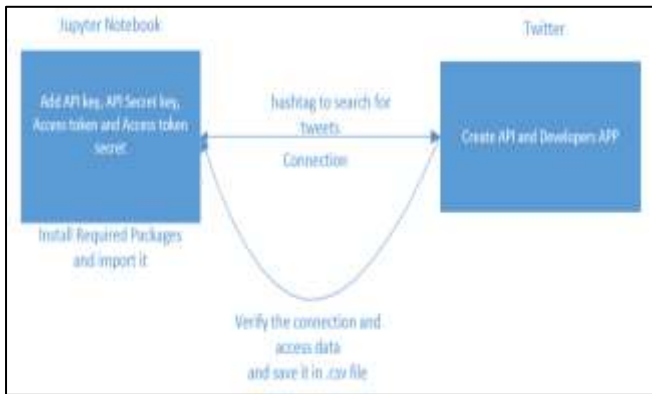 Jupyter Notebook
Twitter
Add API key, API Secret key,
Access token and Access token
secret
hashtag to search for
tweets
Connection
Create API and Developers APP
Install Required Packages
and import it
Verify the connection and
access data
and save it in .csv file